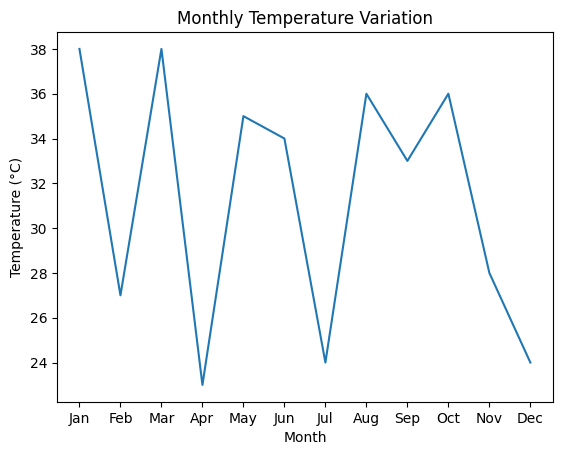 Monthly Temperature Variation
Temperature (°C)
38
36
34
32
30
28
26
24
Jan Feb Mar Apr May Jun Jul Aug Sep Oct Nov Dec
Month